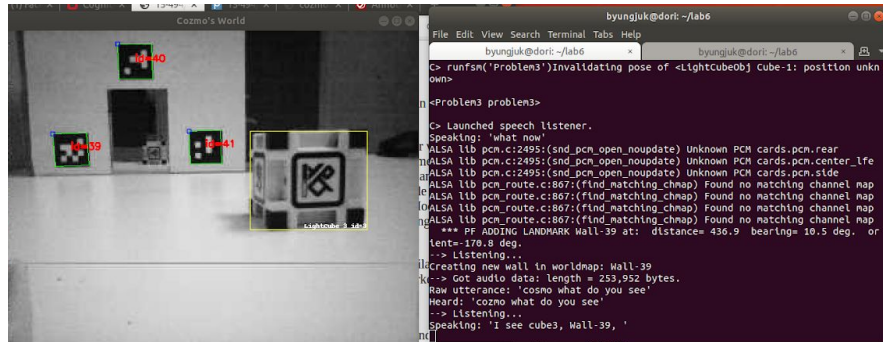 Cozmo's World
id=40
id=39
id=41
LightCube 3 id=3
byungjuk@dori: ~/lab6
File Edit View Search Terminal Tabs Help
byungjuk@dori: ~/lab6 × byungjuk@dori: ~/lab6 ×
C> runfsm('Problem3')Invalidating pose of <LightCubeObj Cube-1: position unkn
own>
<Problem3 problem3>
C> Launched speech listener.
Speaking: 'what now'
ALSA lib pcm.c:2495:(snd_pcm_open_noupdate) Unknown PCM cards.pcm.rear
ALSA lib pcm.c:2495:(snd_pcm_open_noupdate) Unknown PCM cards.pcm.center_lfe
ALSA lib pcm.c:2495:(snd_pcm_open_noupdate) Unknown PCM cards.pcm.side
ALSA lib pcm_route.c:867:(find_matching_chmap) Found no matching channel map
ALSA lib pcm_route.c:867:(find_matching_chmap) Found no matching channel map
ALSA lib pcm_route.c:867:(find_matching_chmap) Found no matching channel map
ALSA lib pcm_route.c:867:(find_matching_chmap) Found no matching channel map
*** PF ADDING LANDMARK Wall-39 at: distance= 436.9 bearing= 10.5 deg. or
ient=-170.8 deg.
--> Listening...
Creating new wall in worldmap: Wall-39
--> Got audio data: length = 253,952 bytes.
Raw utterance: 'cosmo what do you see'
Heard: 'cozmo what do you see'
--> Listening...
Speaking: 'I see cube3, Wall-39, '